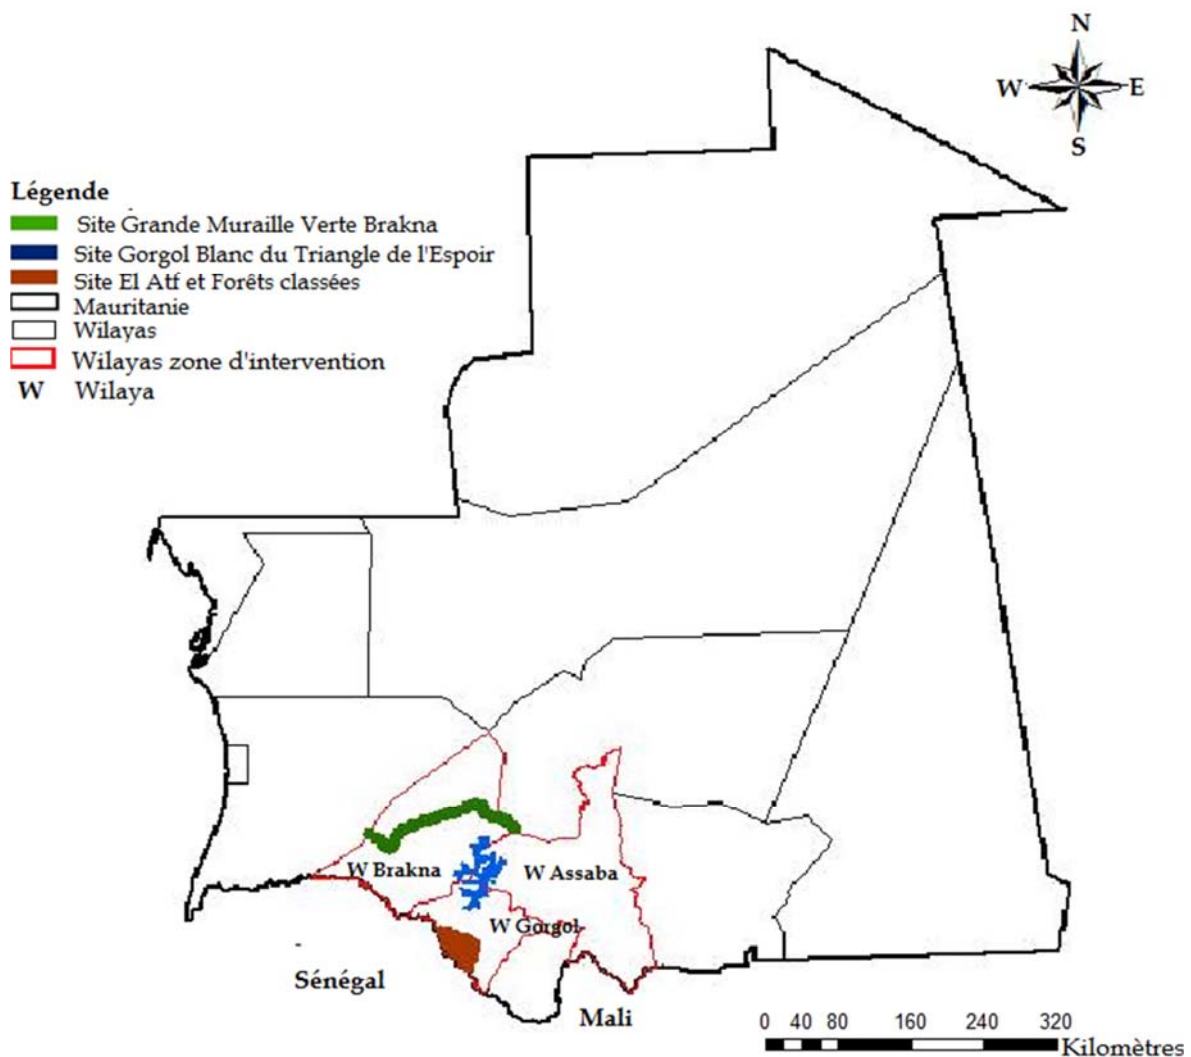 N
W E
S
Légende
Site Grande Muraille Verte Brakna
Site Gorgol Blanc du Triangle de l'Espoir
Site El Atf et Forêts classées
Mauritanie
Wilayas
Wilayas zone d'intervention
W Wilaya
W Brakna
W Assaba
W Gorgol
Sénégal
Mali
0 40 80 160 240 320
Kilomètres